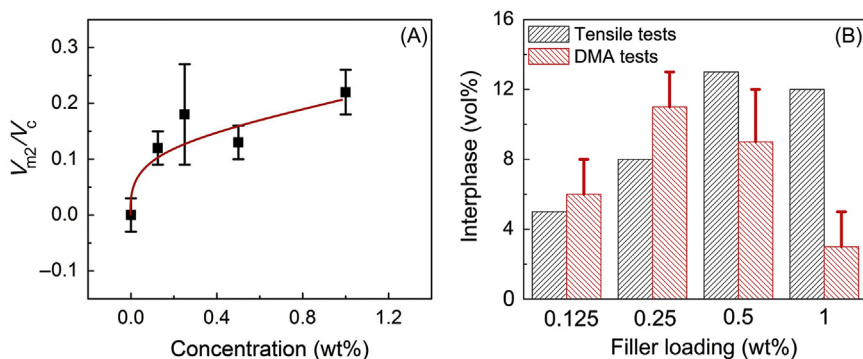 (A)
0.3
0.2
0.1
0.0
–0.1
Vm2/Vc
0.0 0.4 0.8 1.2
Concentration (wt%)
(B)
Tensile tests
DMA tests
16
12
8
4
0
Interphase (vol%)
0.125 0.25 0.5 1
Filler loading (wt%)